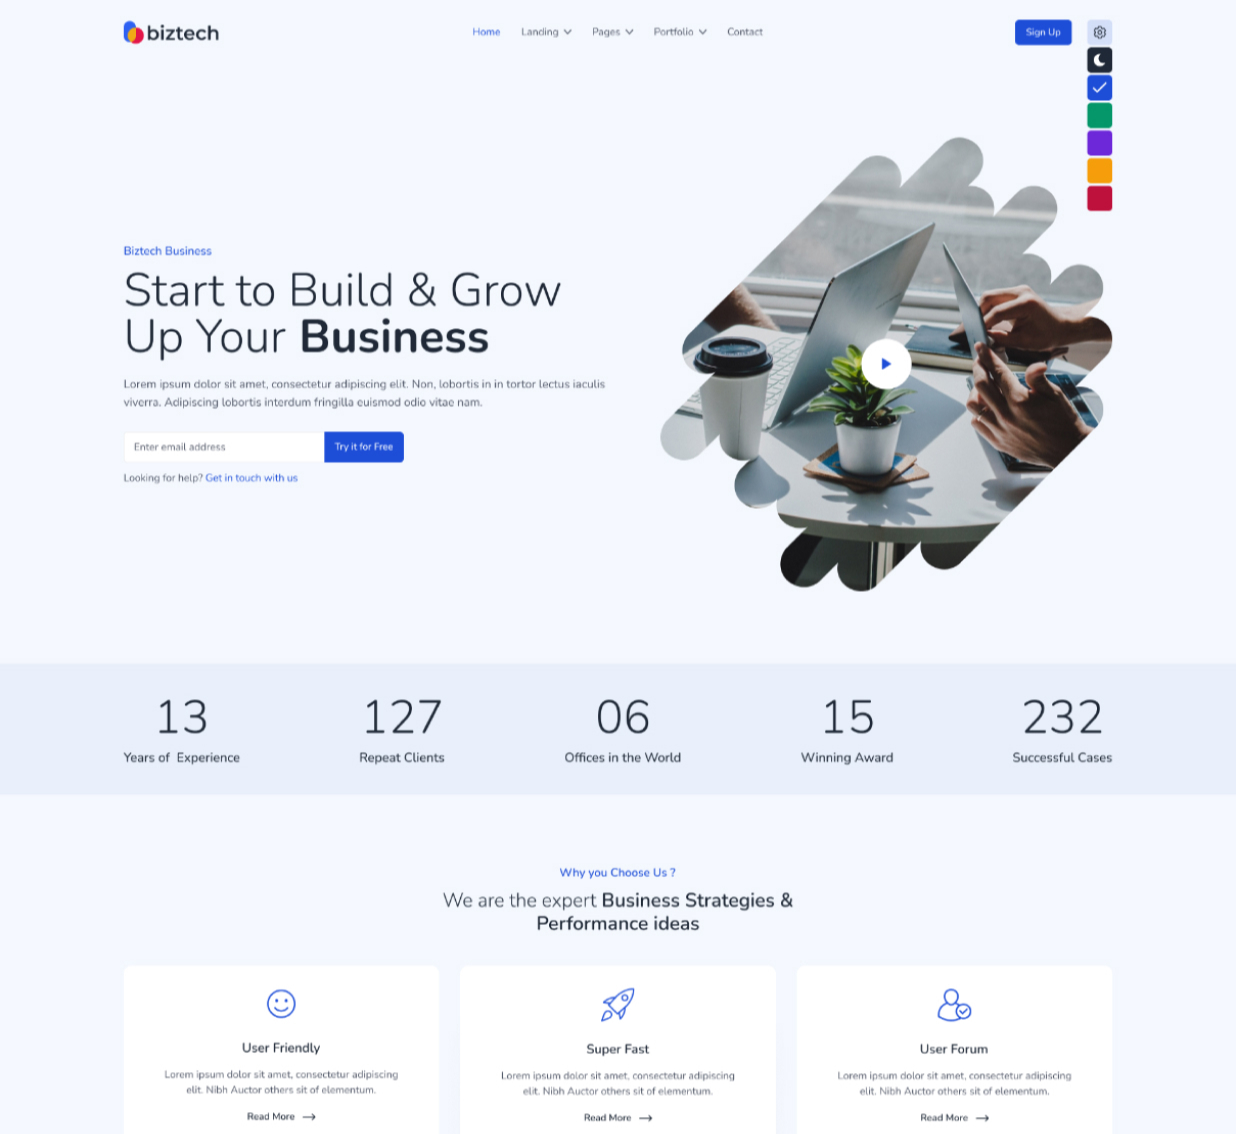 biztech
Home Landing Pages Portfolio Contact
Sign Up
Biztech Business
Start to Build & Grow
Up Your Business
Lorem ipsum dolor sit amet, consectetur adipiscing elit. Non, lobortis in in tortor lectus iaculis
viverra. Adipiscing lobortis interdum fringilla euismod odio vitae nam.
Enter email address
Try it for Free
Looking for help? Get in touch with us
13
Years of  Experience
127
Repeat Clients
06
Offices in the World
15
Winning Award
232
Successful Cases
Why you Choose Us ?
We are the expert Business Strategies &
Performance ideas
User Friendly
Lorem ipsum dolor sit amet, consectetur adipiscing
elit. Nibh Auctor others sit of elementum.
Read More
Super Fast
Lorem ipsum dolor sit amet, consectetur adipiscing
elit. Nibh Auctor others sit of elementum.
Read More
User Forum
Lorem ipsum dolor sit amet, consectetur adipiscing
elit. Nibh Auctor others sit of elementum.
Read More